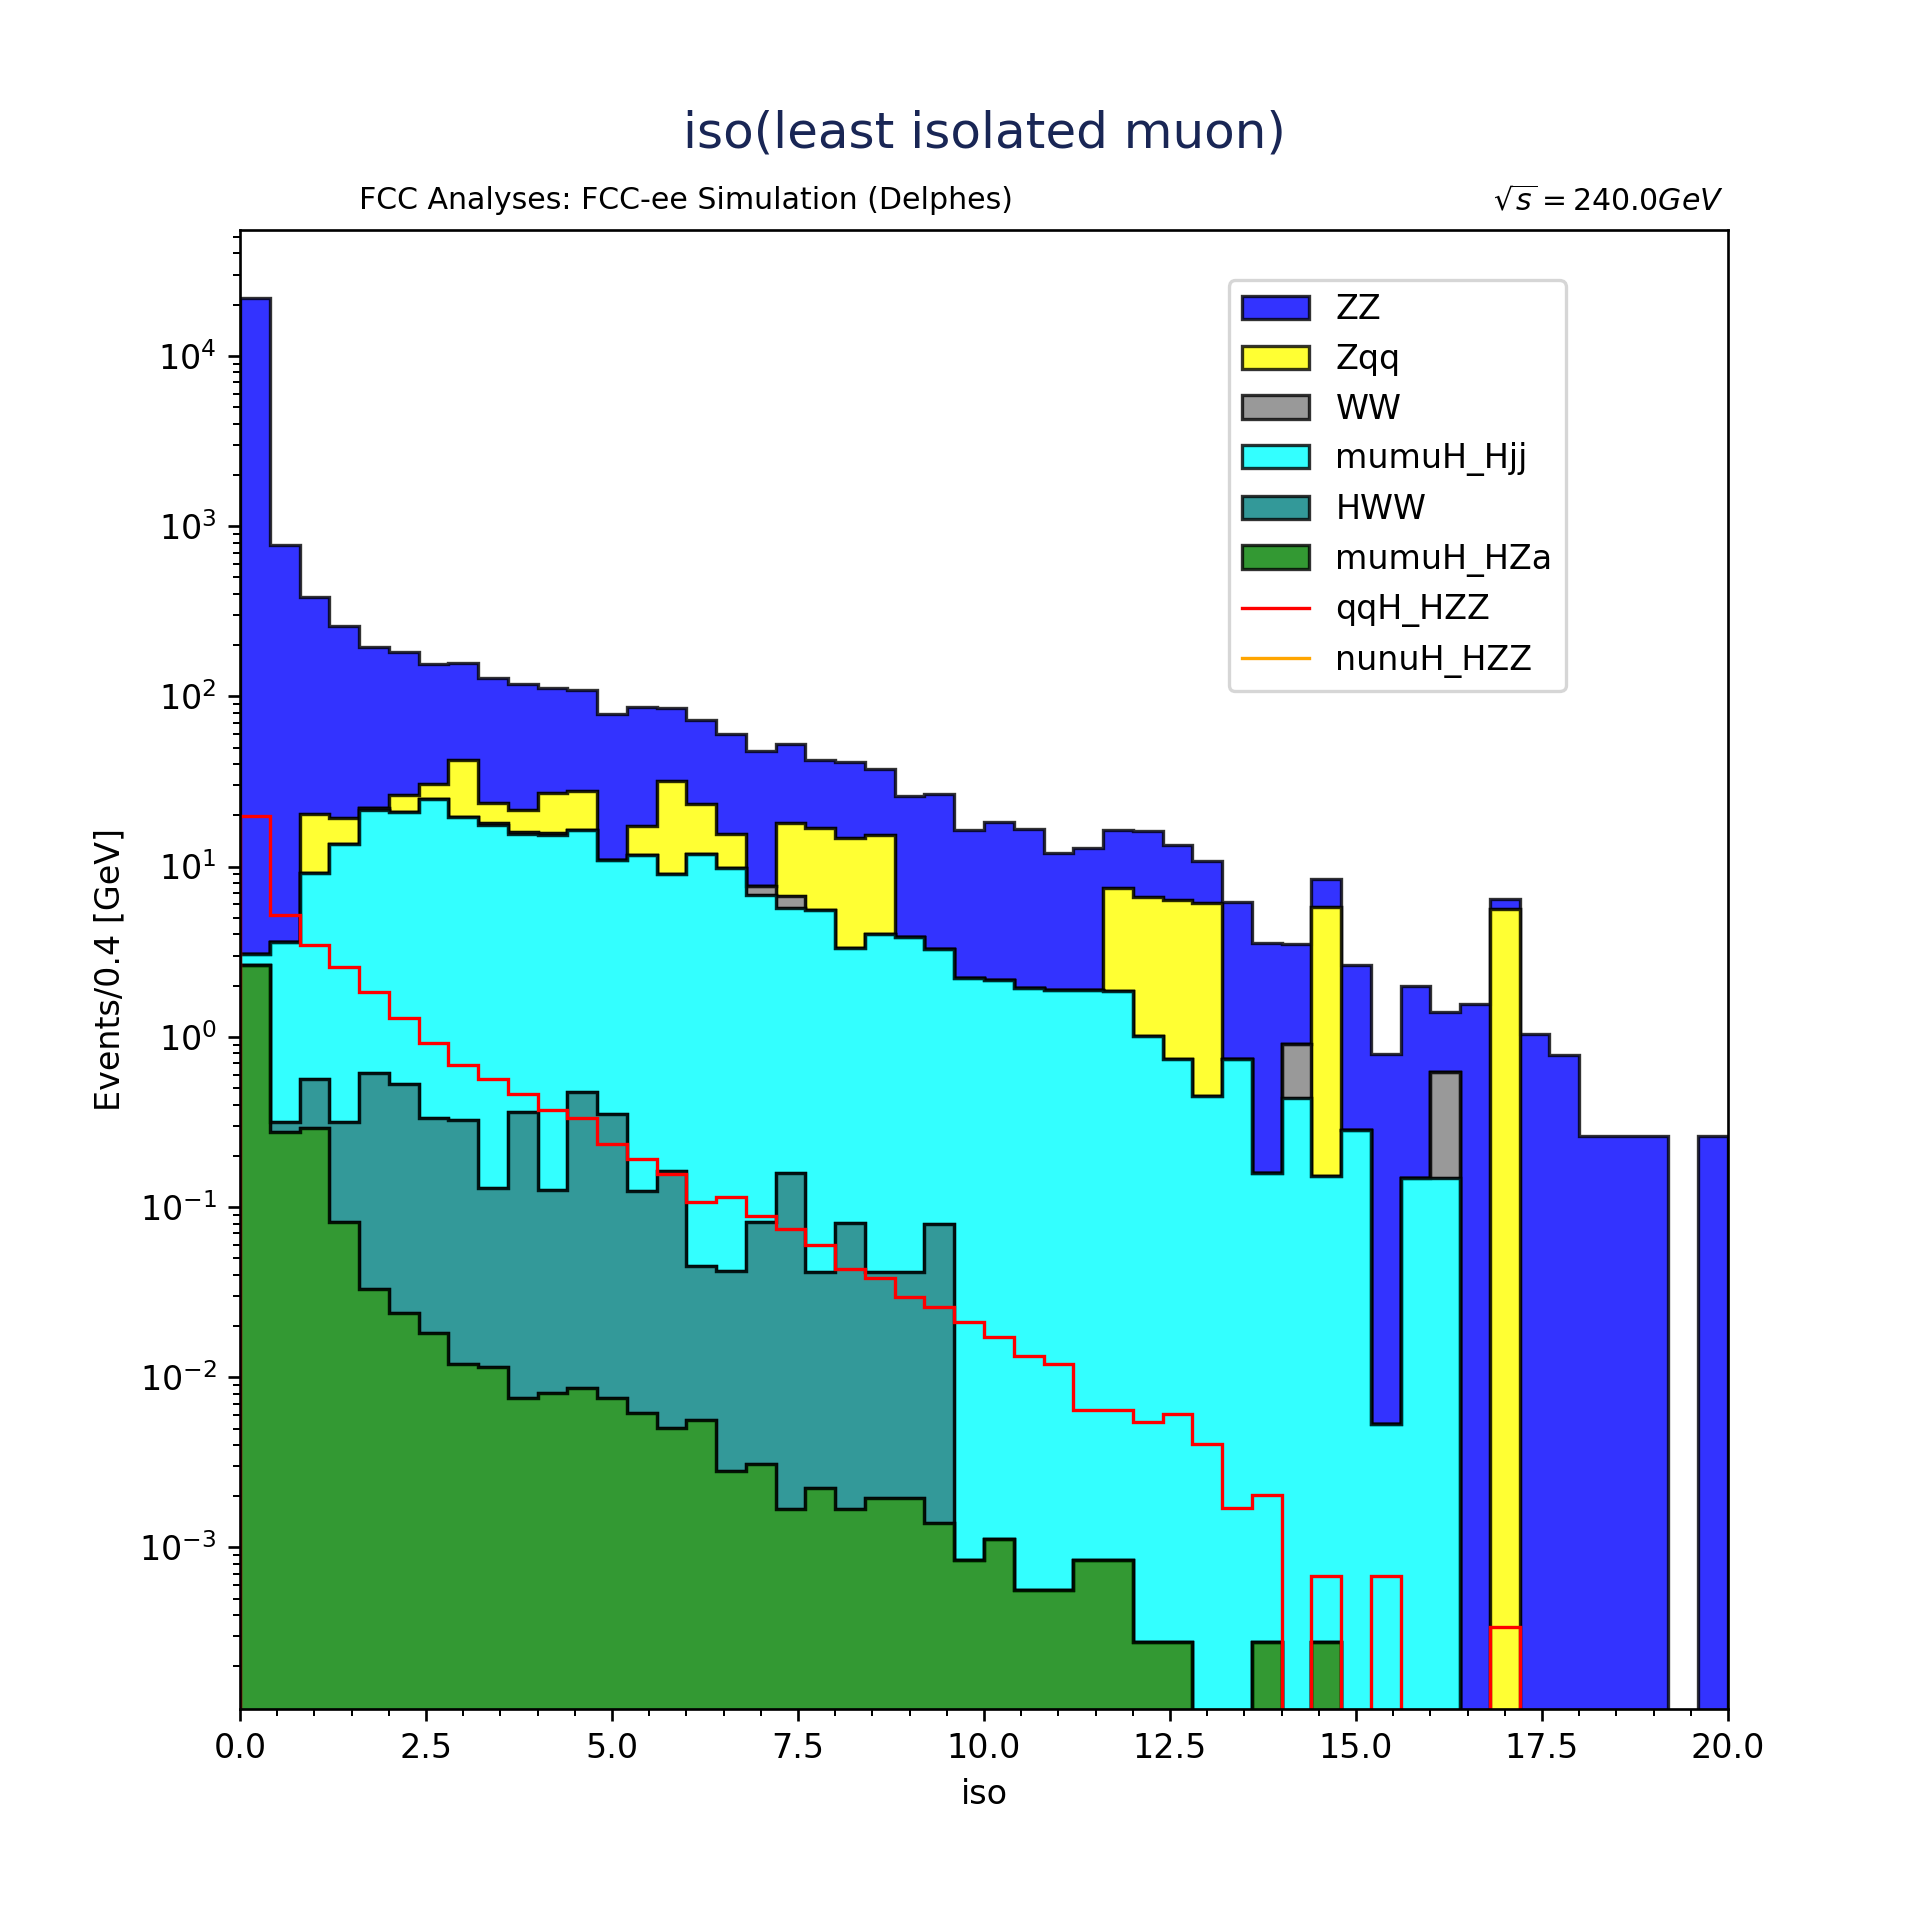 iso(least isolated muon)
FCC Analyses: FCC-ee Simulation (Delphes)
√s = 240.0GeV
ZZ
Zqq
WW
mumuH_Hjj
HWW
mumuH_HZa
qqH_HZZ
nunuH_HZZ
Events/0.4 [GeV]
10⁴
10³
10²
10¹
10⁰
10⁻¹
10⁻²
10⁻³
0.0 2.5 5.0 7.5 10.0 12.5 15.0 17.5 20.0
iso